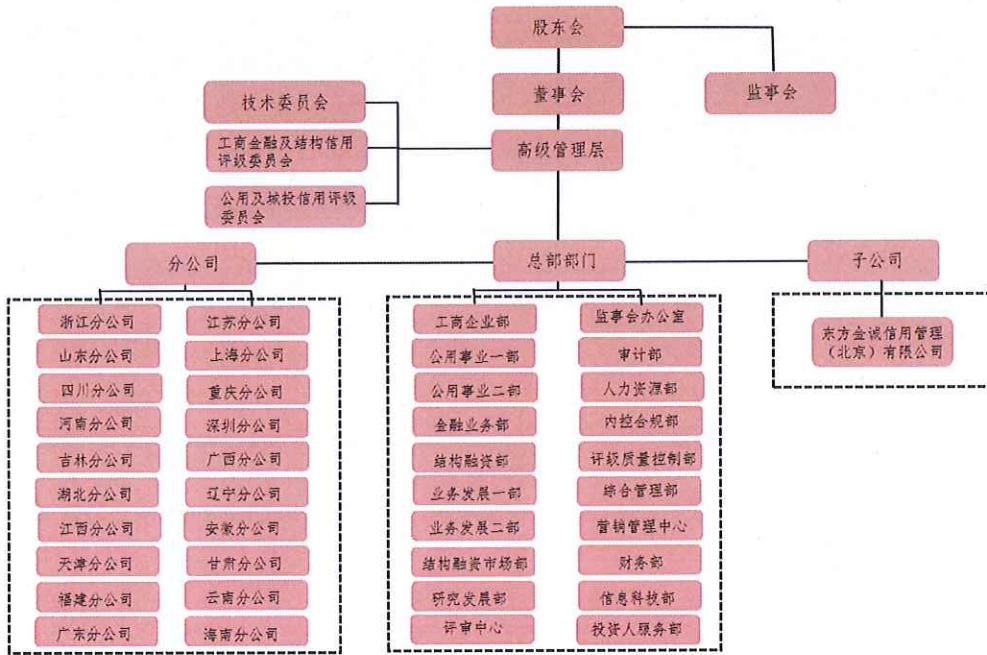 股东会
董事会
监事会
技术委员会
工商金融及结构信用
评级委员会
高级管理层
公用及城投信用评级
委员会
分公司
总部部门
子公司
浙江分公司
江苏分公司
山东分公司
上海分公司
四川分公司
重庆分公司
河南分公司
深圳分公司
吉林分公司
广西分公司
湖北分公司
辽宁分公司
江西分公司
安徽分公司
天津分公司
甘肃分公司
福建分公司
云南分公司
广东分公司
海南分公司
工商企业部
监事会办公室
公用事业一部
审计部
公用事业二部
人力资源部
金融业务部
内控合规部
结构融资部
评级质量控制部
业务发展一部
综合管理部
业务发展二部
营销管理中心
结构融资市场部
财务部
研究发展部
信息科技部
评审中心
投资人服务部
东方金诚信用管理
（北京）有限公司